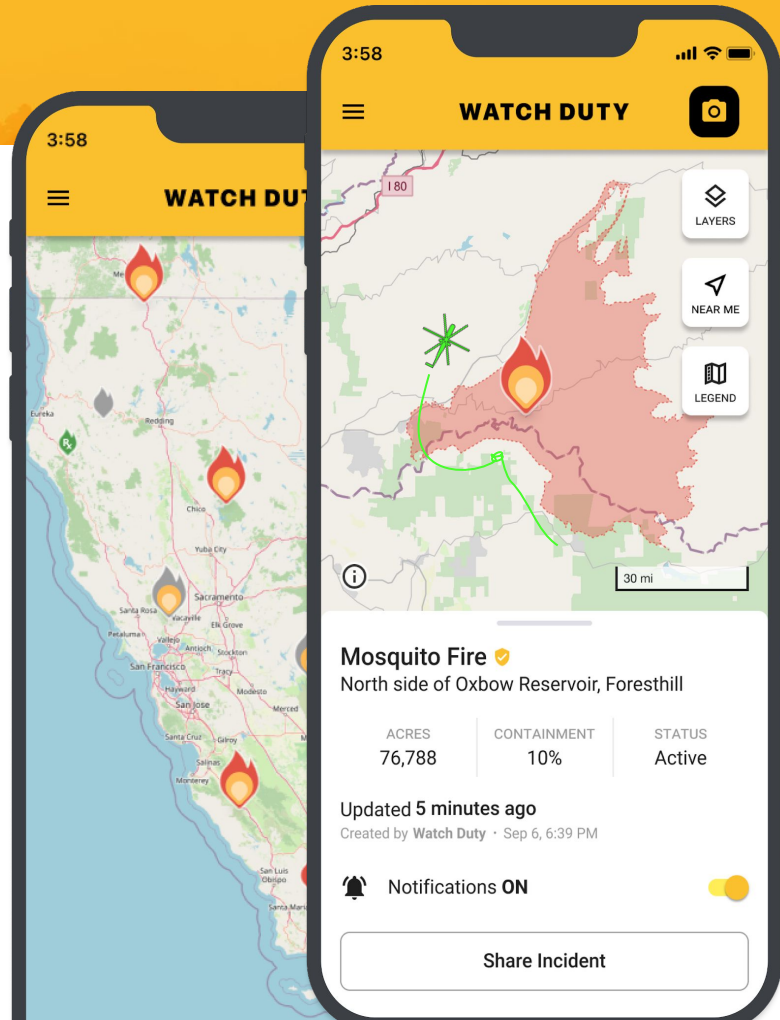 3:58
WATCH DUT
Me
Eureka
Redding
Rx
Chico
Yuba City
Sacramento
Santa Rosa
Vacaville
Elk Grove
Petaluma
Vallejo
Antioch
Stockton
San Francisco
Tracy
Hayward
Modesto
San Jose
Merced
Santa Cruz
Gilroy
Salinas
Monterey
M
San Luis
Obispo
Santa Maria
3:58
WATCH DUTY
I 80
LAYERS
NEAR ME
LEGEND
30 mi
Mosquito Fire
North side of Oxbow Reservoir, Foresthill
ACRES
CONTAINMENT
STATUS
76,788
10%
Active
Updated 5 minutes ago
Created by Watch Duty · Sep 6, 6:39 PM
Notifications ON
Share Incident